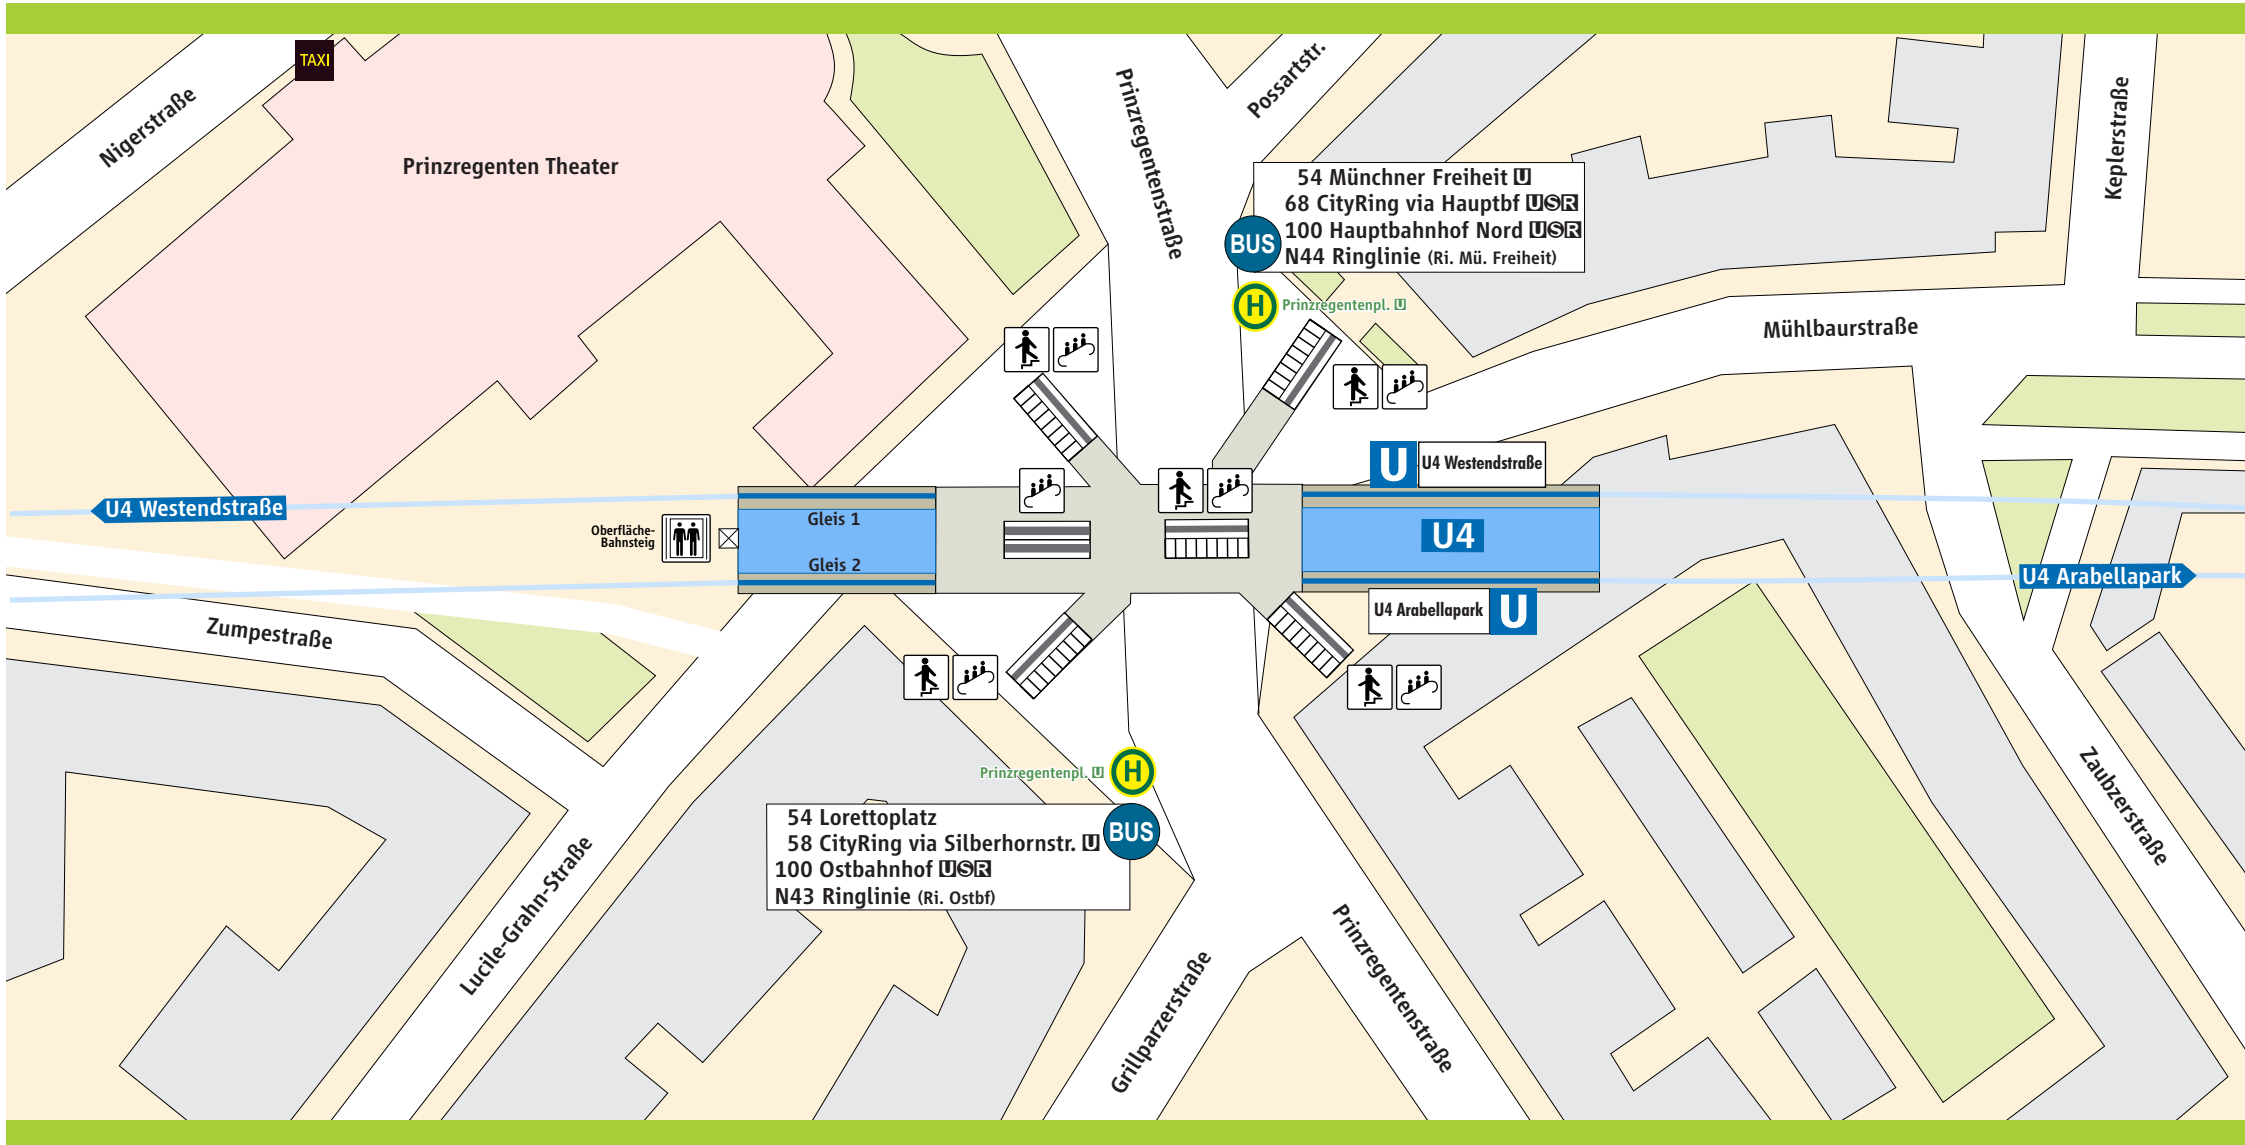 TAXI
Nigerstraße
Prinzregenten Theater
Prinzregentenstraße
Possartstr.
Keplerstraße
54 Münchner Freiheit U
68 CityRing via Hauptbf USR
100 Hauptbahnhof Nord USR
N44 Ringlinie (Ri. Mü. Freiheit)
BUS
H
Prinzregentenpl. U
Mühlbaurstraße
U
U4 Westendstraße
U4 Westendstraße
Gleis 1
Oberfläche-
Bahnsteig
U4
Gleis 2
U4 Arabellapark
U4 Arabellapark
U
Zumpestraße
Prinzregentenpl. U
H
54 Lorettoplatz
58 CityRing via Silberhornstr. U
100 Ostbahnhof USR
N43 Ringlinie (Ri. Ostbf)
BUS
Zaubzerstraße
Lucile-Grahn-Straße
Grillparzerstraße
Prinzregentenstraße